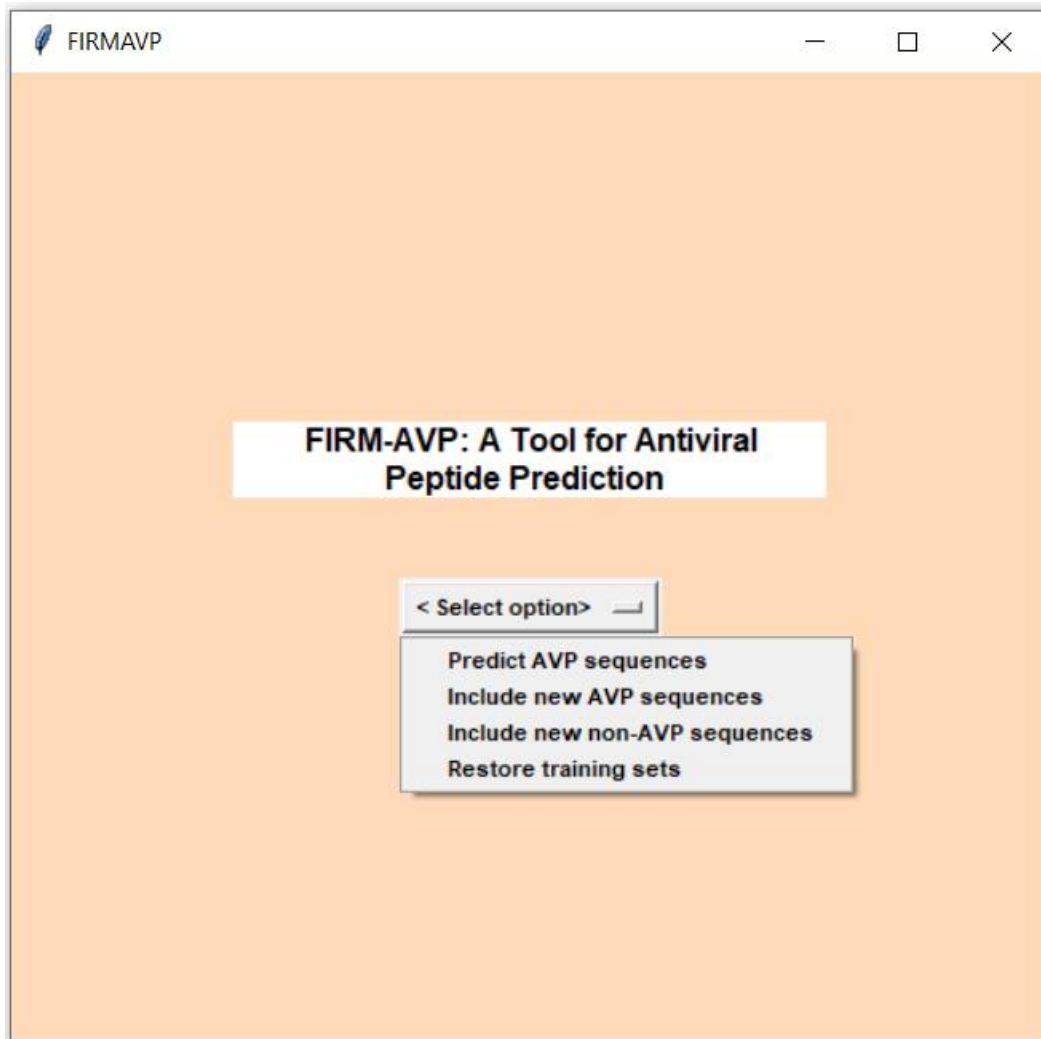 FIRMAVP
FIRM-AVP: A Tool for Antiviral
Peptide Prediction
< Select option>
Predict AVP sequences
Include new AVP sequences
Include new non-AVP sequences
Restore training sets